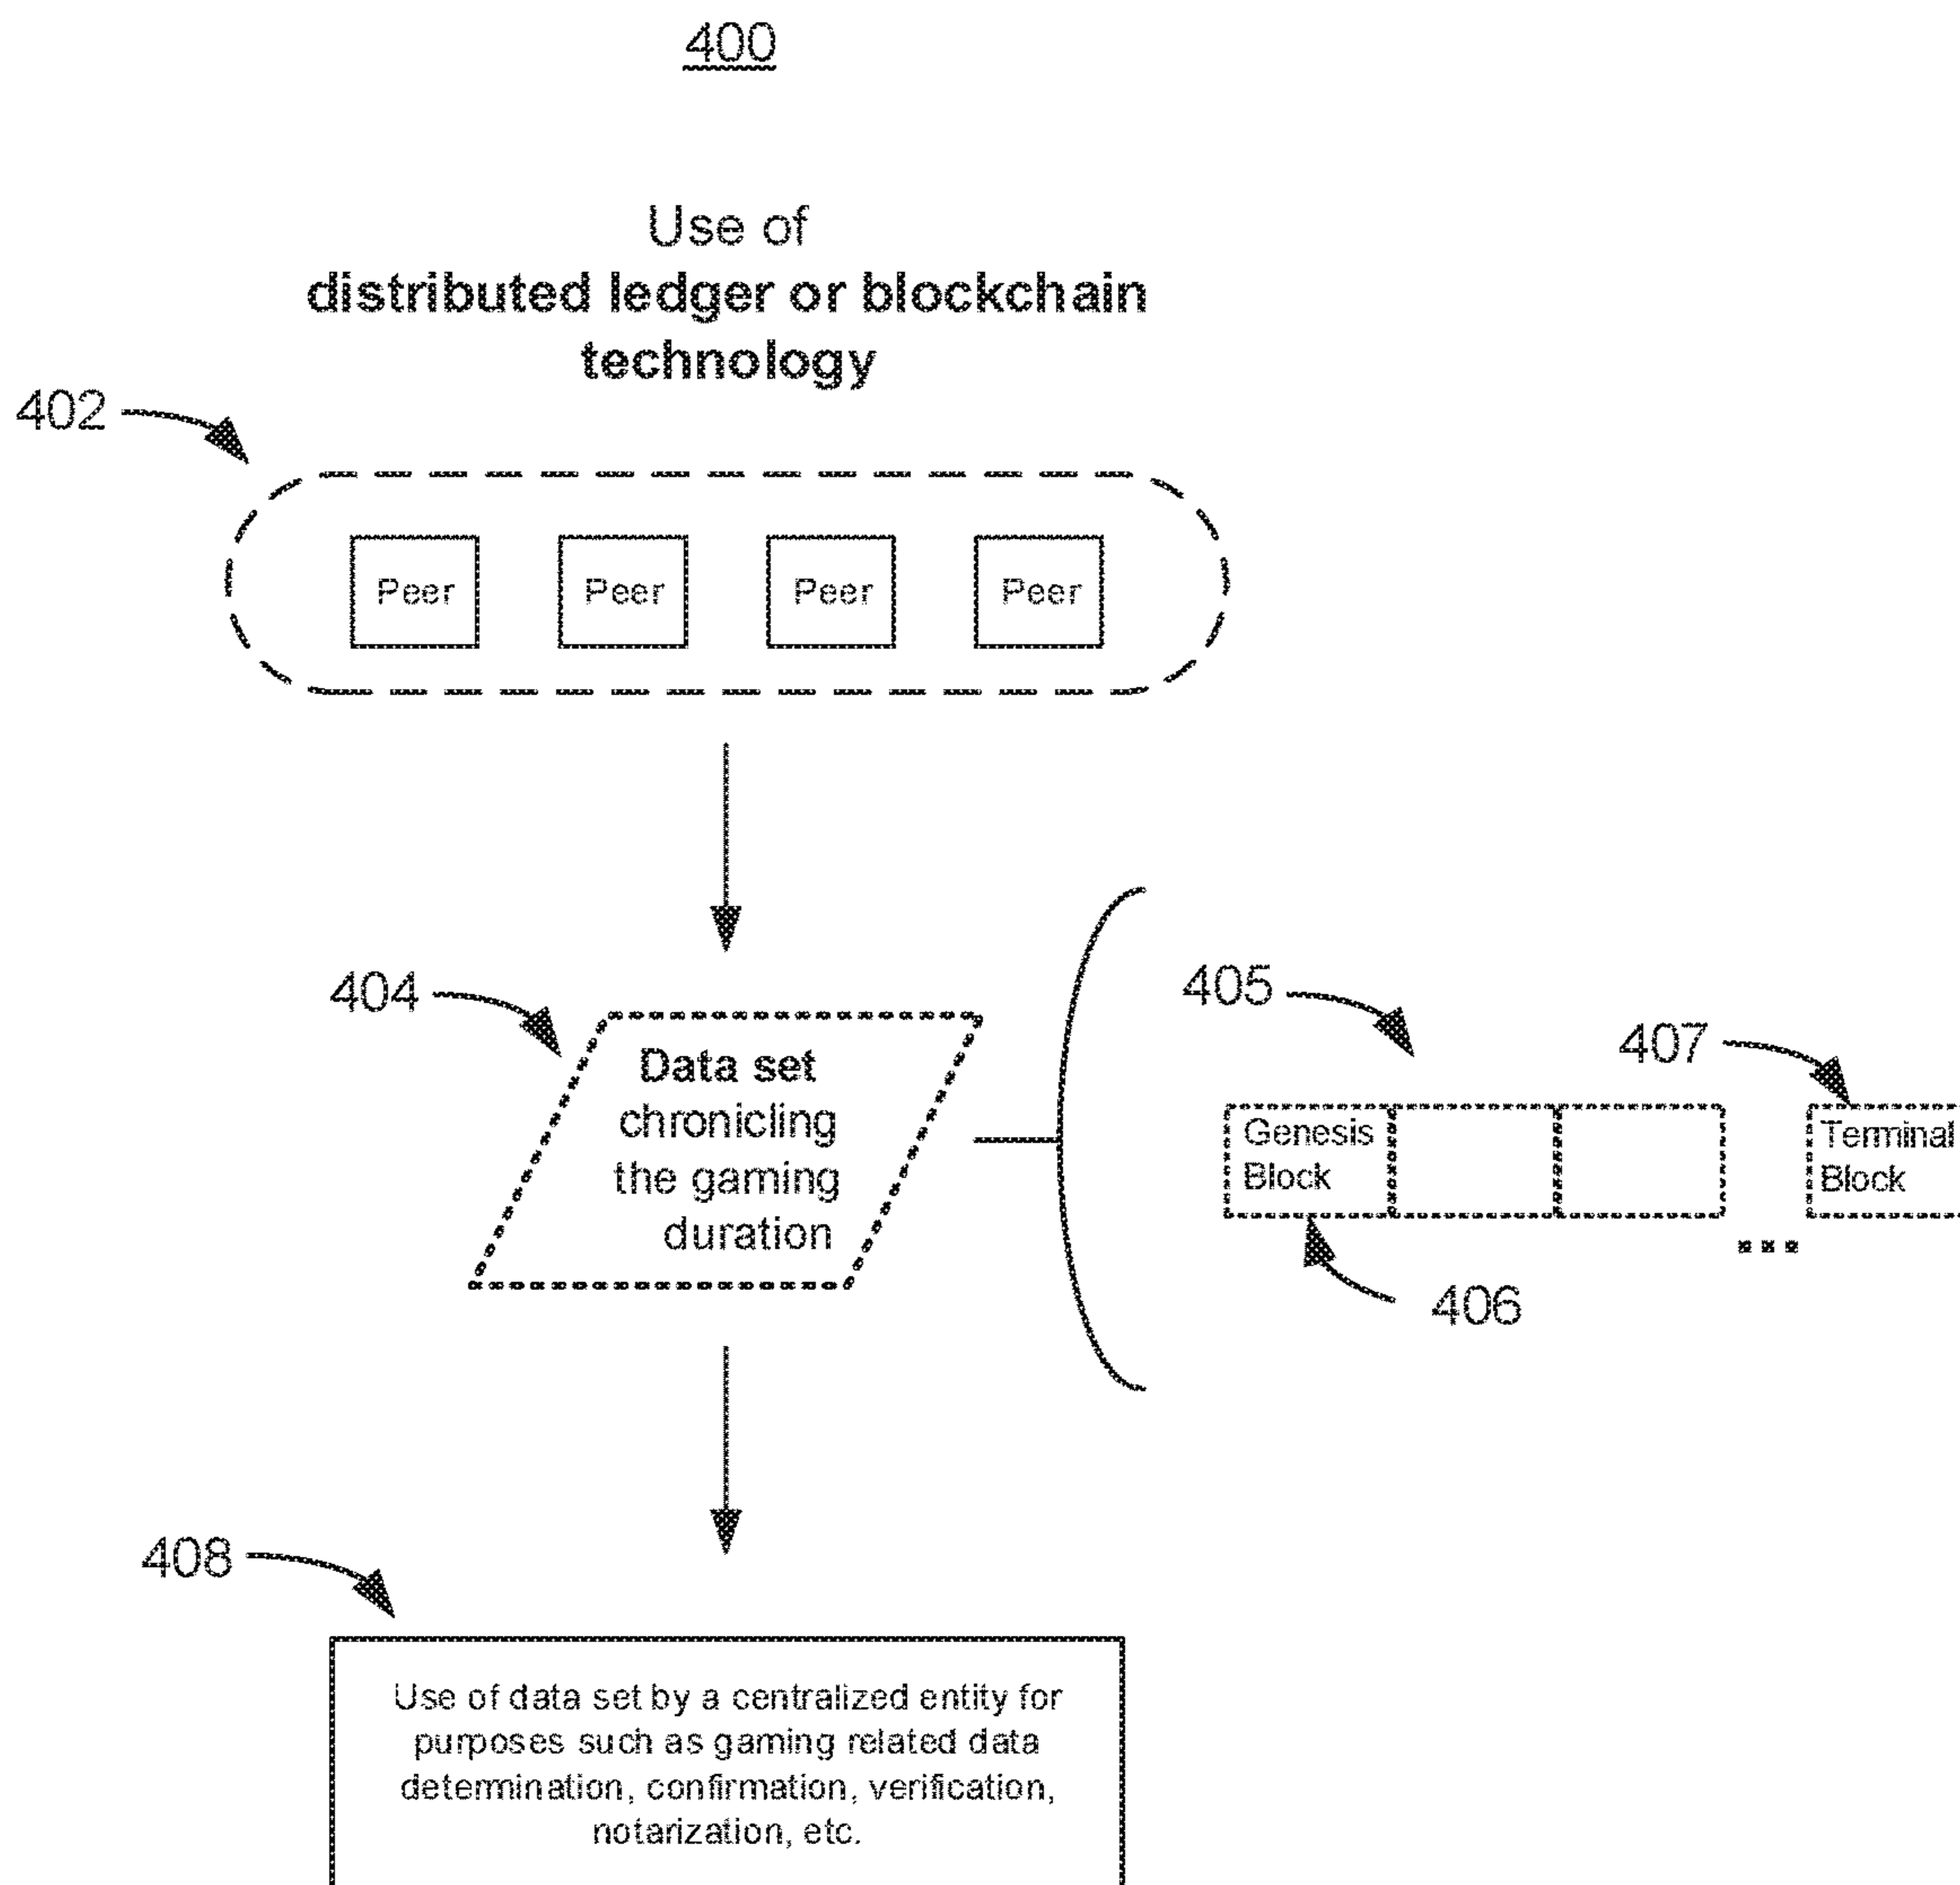 400
Use of
distributed ledger or blockchain
technology
402
Peer Peer Peer Peer
404
Data set
chronicling
the gaming
duration
405
407
Genesis
Block
Terminal
Block
406
...
408
Use of data set by a centralized entity for
purposes such as gaming related data
determination, confirmation, verification,
notarization, etc.